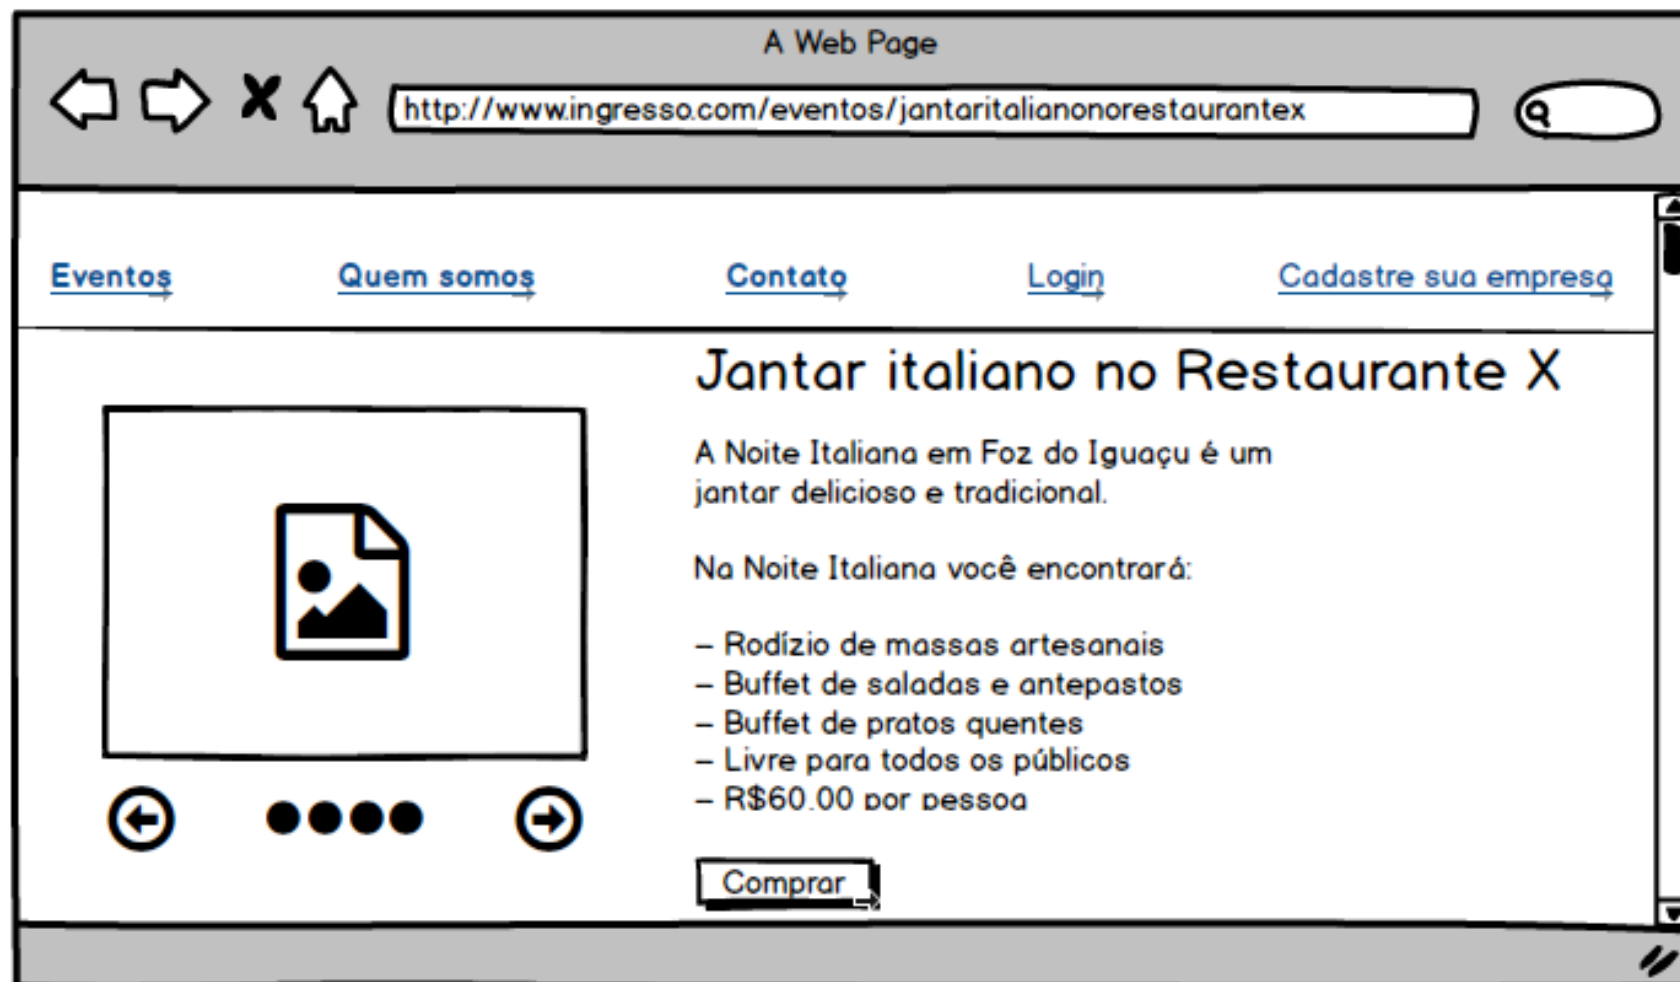 A Web Page
http://www.ingresso.com/eventos/jantaritalianonorestaurantex
Eventos Quem somos Contato Login Cadastre sua empresa
Jantar italiano no Restaurante X
A Noite Italiana em Foz do Iguaçu é um
jantar delicioso e tradicional.
Na Noite Italiana você encontrará:
– Rodízio de massas artesanais
– Buffet de saladas e antepastos
– Buffet de pratos quentes
– Livre para todos os públicos
– R$60.00 por pessoa
Comprar